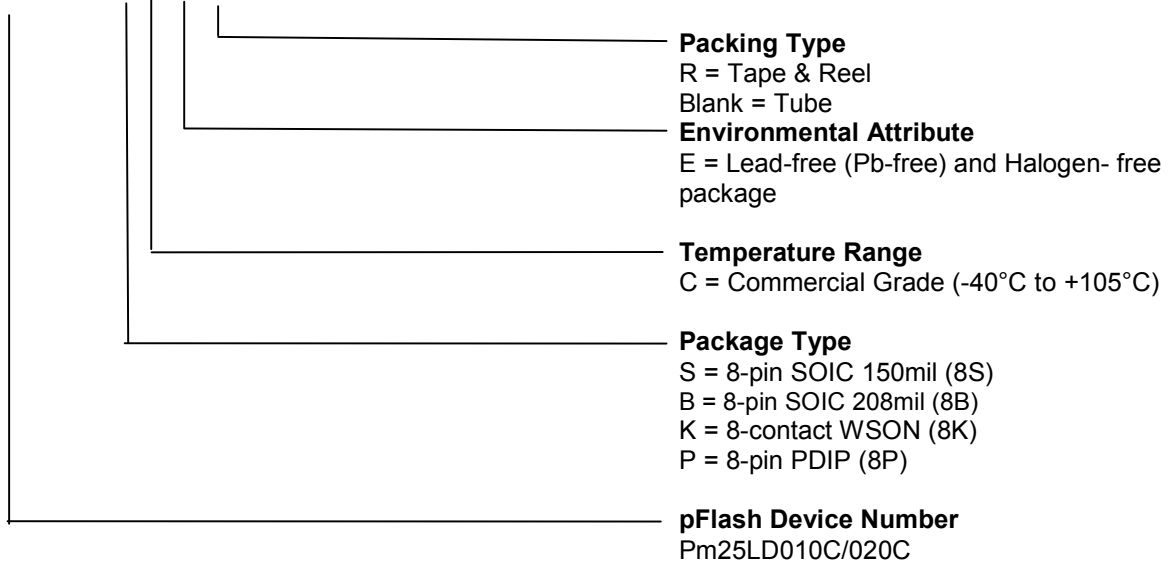 Packing Type
R = Tape & Reel
Blank = Tube
Environmental Attribute
E = Lead-free (Pb-free) and Halogen- free
package
Temperature Range
C = Commercial Grade (-40°C to +105°C)
Package Type
S = 8-pin SOIC 150mil (8S)
B = 8-pin SOIC 208mil (8B)
K = 8-contact WSON (8K)
P = 8-pin PDIP (8P)
pFlash Device Number
Pm25LD010C/020C